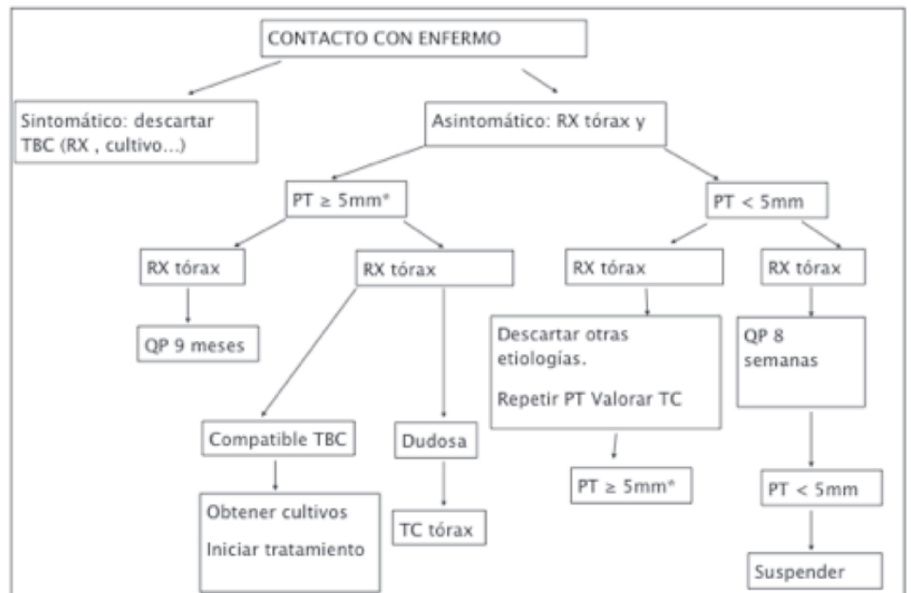 CONTACTO CON ENFERMO
Sintomático: descartar
TBC (RX , cultivo...)
Asintomático: RX tórax y
PT ≥ 5mm*
PT < 5mm
RX tórax
RX tórax
RX tórax
RX tórax
QP 9 meses
Descartar otras
etiologías.
Repetir PT Valorar TC
QP 8
semanas
Compatible TBC
Dudosa
PT ≥ 5mm*
PT < 5mm
Obtener cultivos
Iniciar tratamiento
TC tórax
Suspender